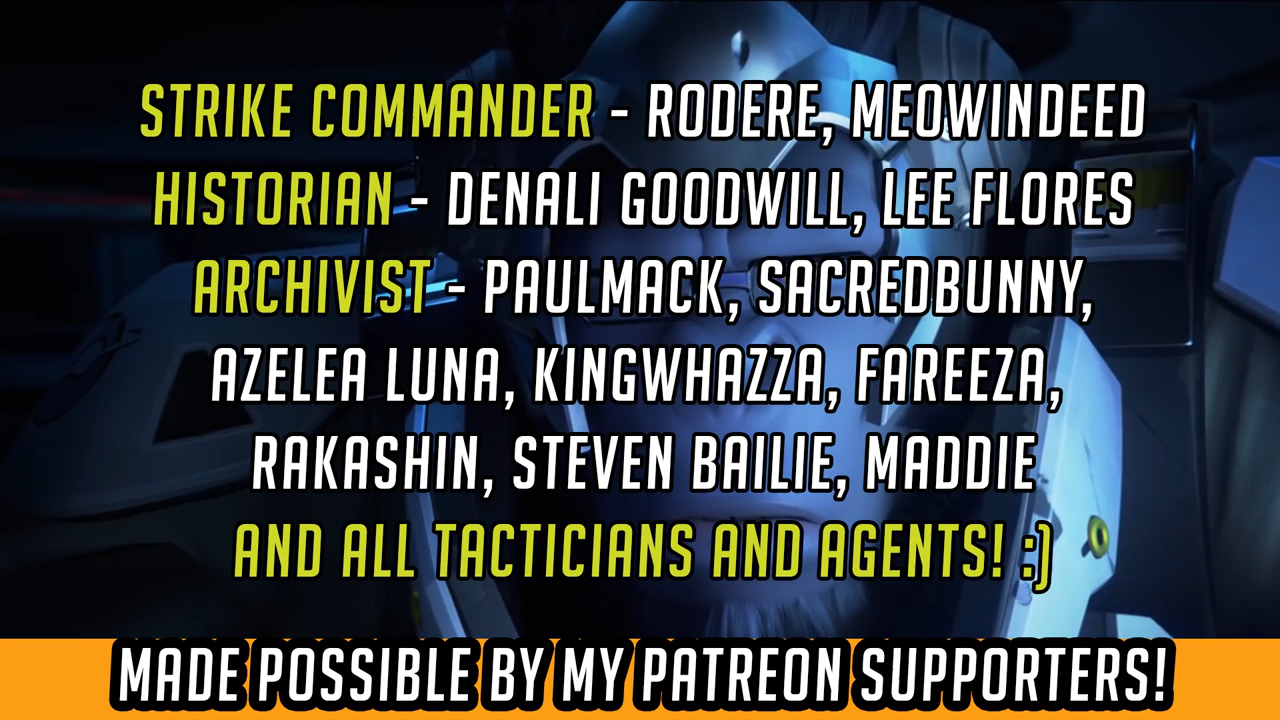 STRIKE COMMANDER - RODERE, MEOWINDEED
HISTORIAN - DENALI GOODWILL, LEE FLORES
ARCHIVIST - PAULMACK, SACREDBUNNY,
AZELEA LUNA, KINGWHAZZA, FAREEZA,
RAKASHIN, STEVEN BAILIE, MADDIE
AND ALL TACTICIANS AND AGENTS! :)
MADE POSSIBLE BY MY PATREON SUPPORTERS!